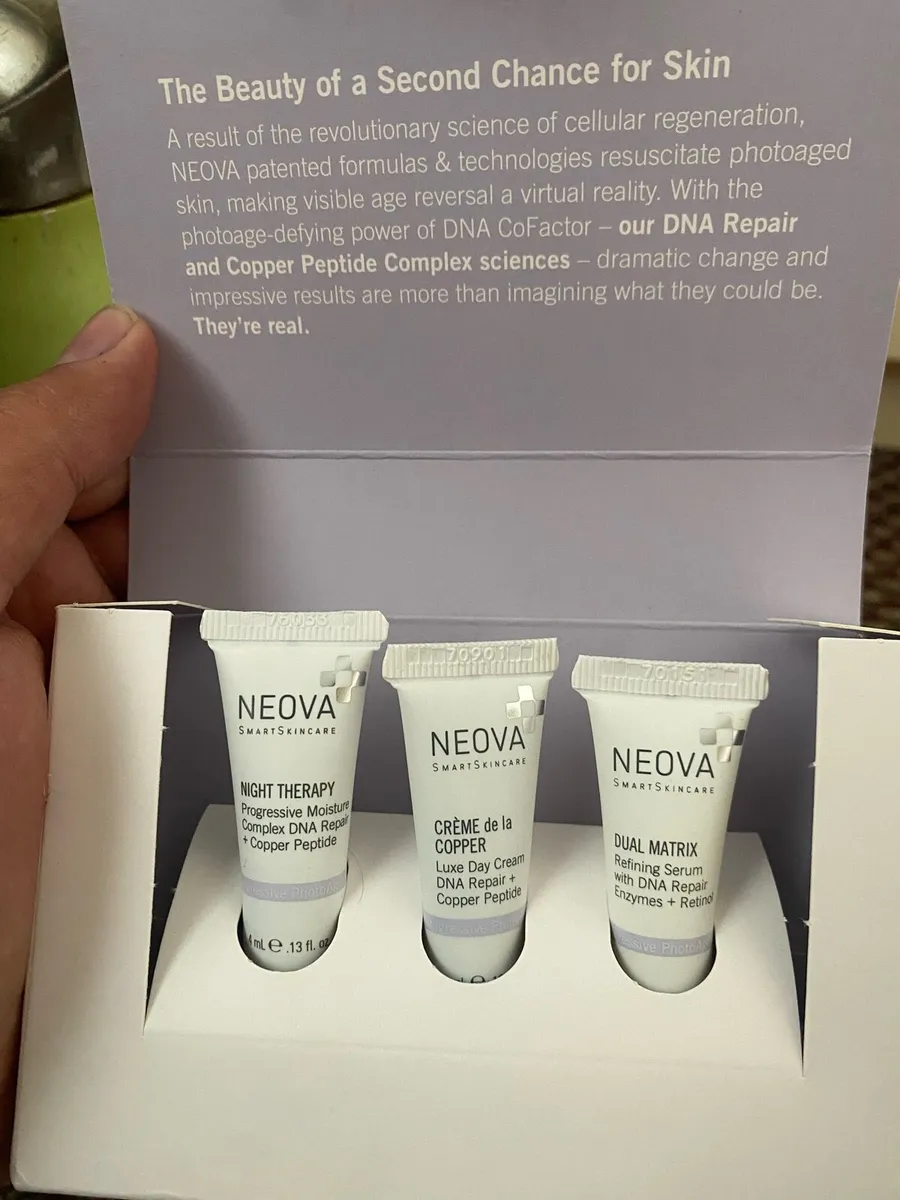 The Beauty of a Second Chance for Skin
A result of the revolutionary science of cellular regeneration,
NEOVA patented formulas & technologies resuscitate photoaged
skin, making visible age reversal a virtual reality. With the
photoage-defying power of DNA CoFactor – our DNA Repair
and Copper Peptide Complex sciences – dramatic change and
impressive results are more than imagining what they could be.
They're real.
NEOVA
SMARTSKINCARE
NIGHT THERAPY
Progressive Moisture
Complex DNA Repair
+ Copper Peptide
4 mL e .13 fl. oz
70901
NEOVA
SMARTSKINCARE
CRÈME de la
COPPER
Luxe Day Cream
DNA Repair +
Copper Peptide
NEOVA
SMARTSKINCARE
DUAL MATRIX
Refining Serum
with DNA Repair
Enzymes + Retinol